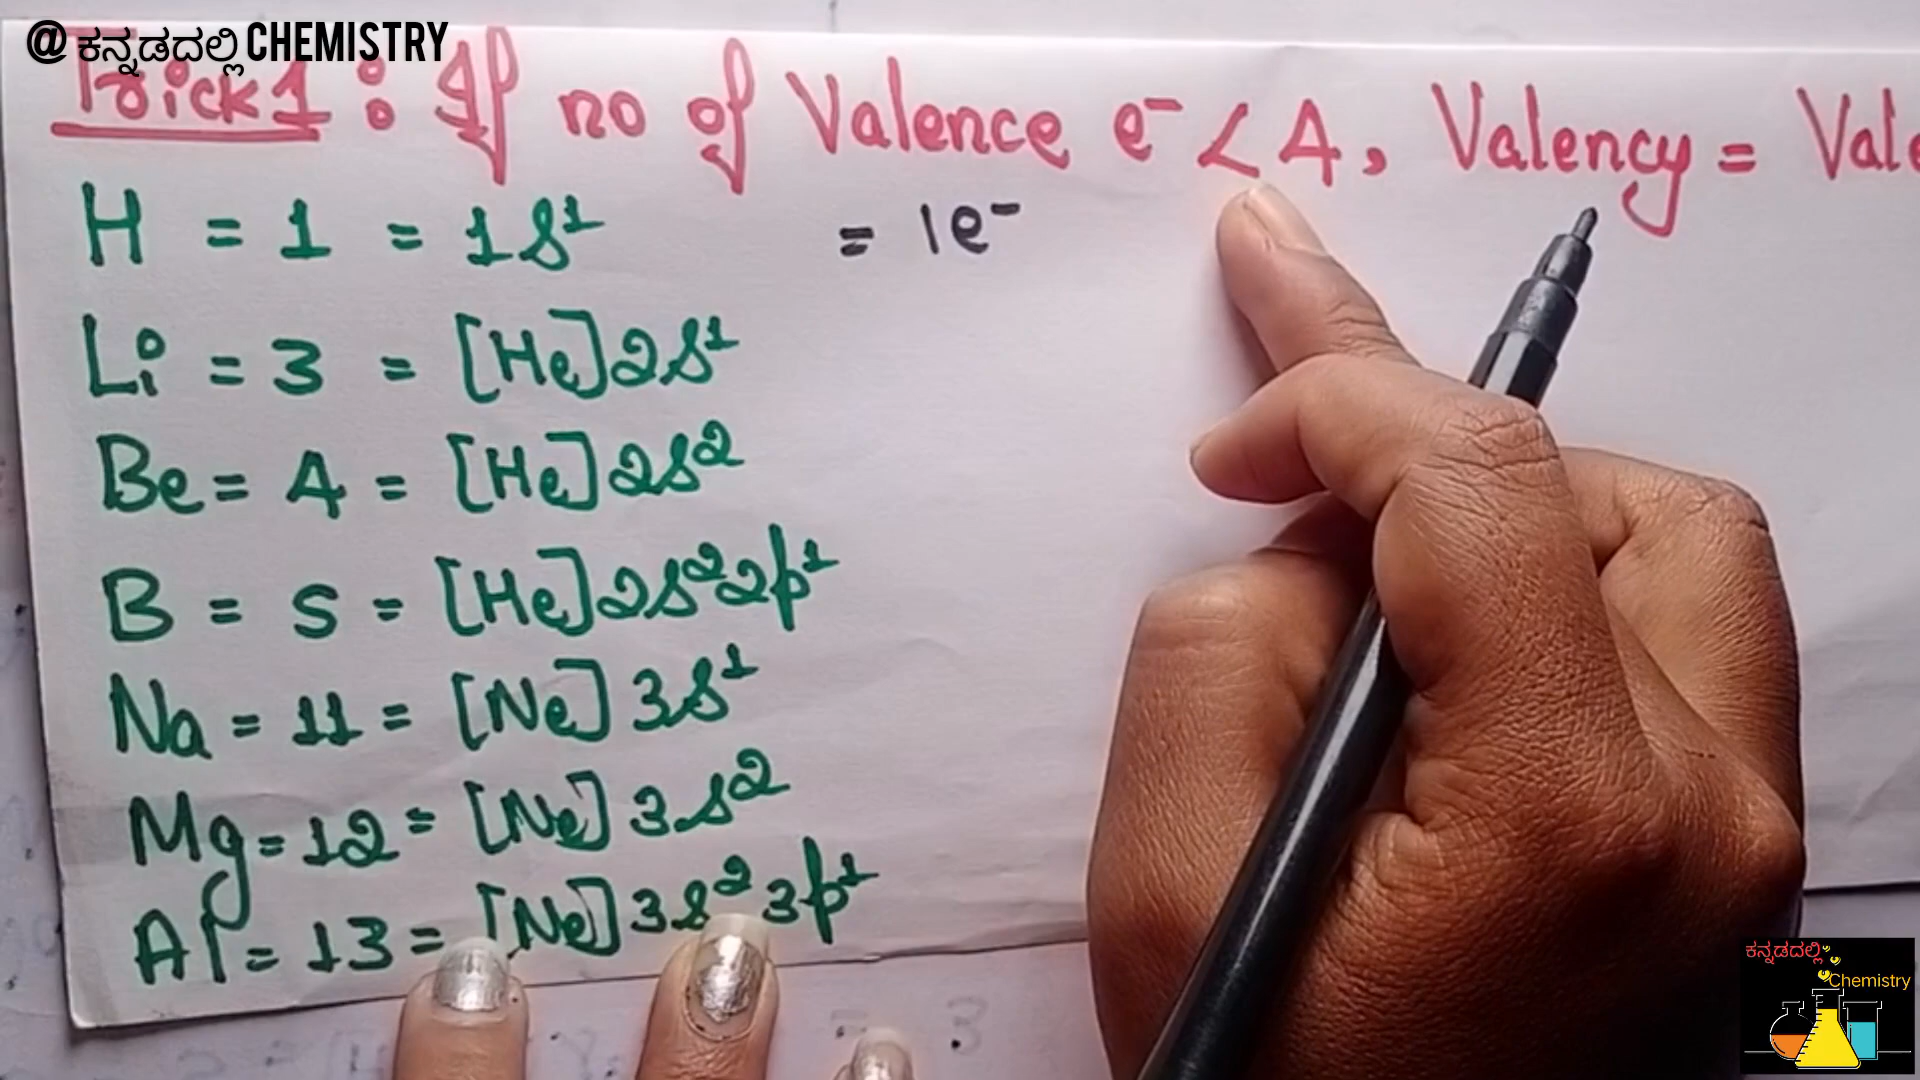 @ ಕನ್ನಡದಲ್ಲಿ CHEMISTRY
Trick 1 : If no of Valence e⁻ < 4, Valency = Vale
H = 1 = 1s¹ = 1e⁻
Li = 3 = [He]2s¹
Be = 4 = [He]2s²
B = 5 = [He]2s²2p¹
Na = 11 = [Ne] 3s¹
Mg = 12 = [Ne] 3s²
Al = 13 = [Ne] 3s² 3p¹
ಕನ್ನಡದಲ್ಲಿ
Chemistry